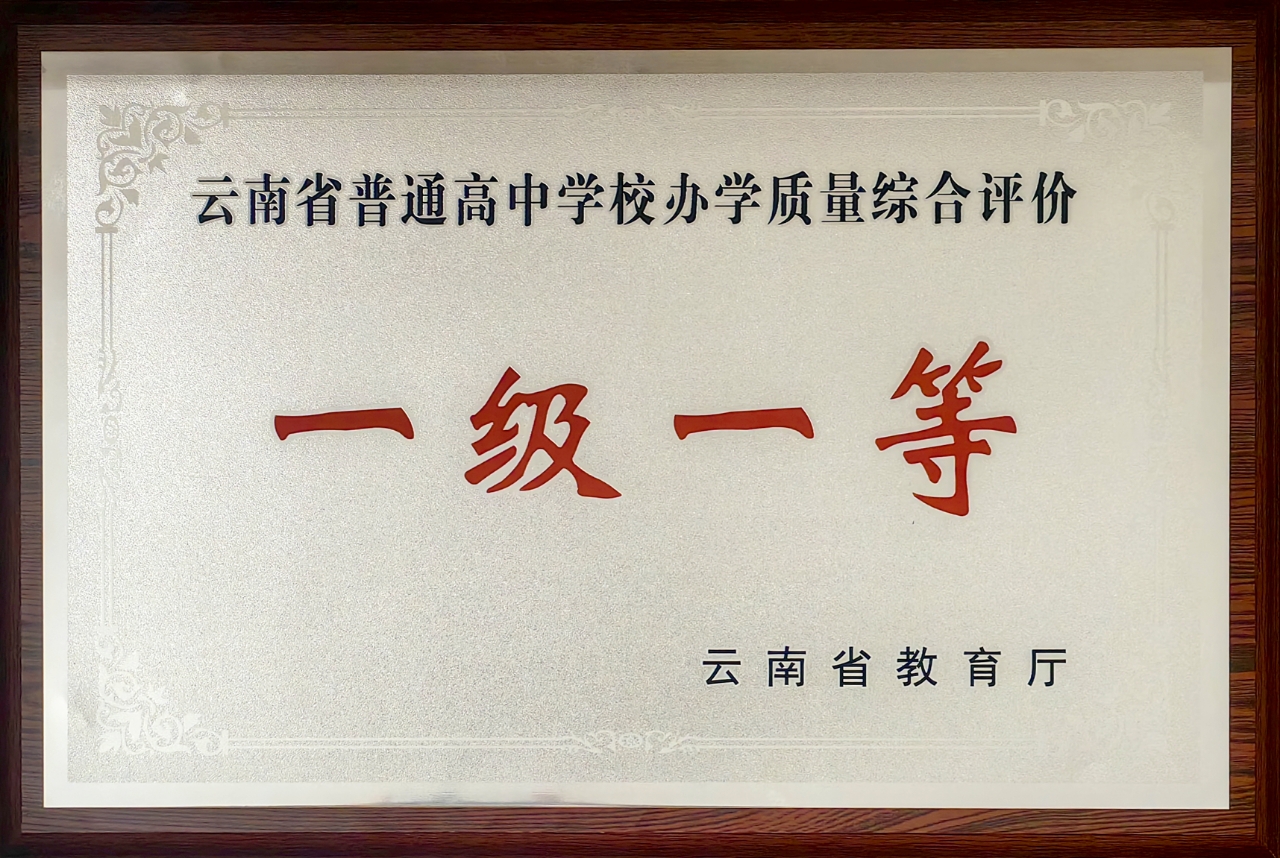 云南省普通高中学校办学质量综合评价
一级一等
云南省教育厅